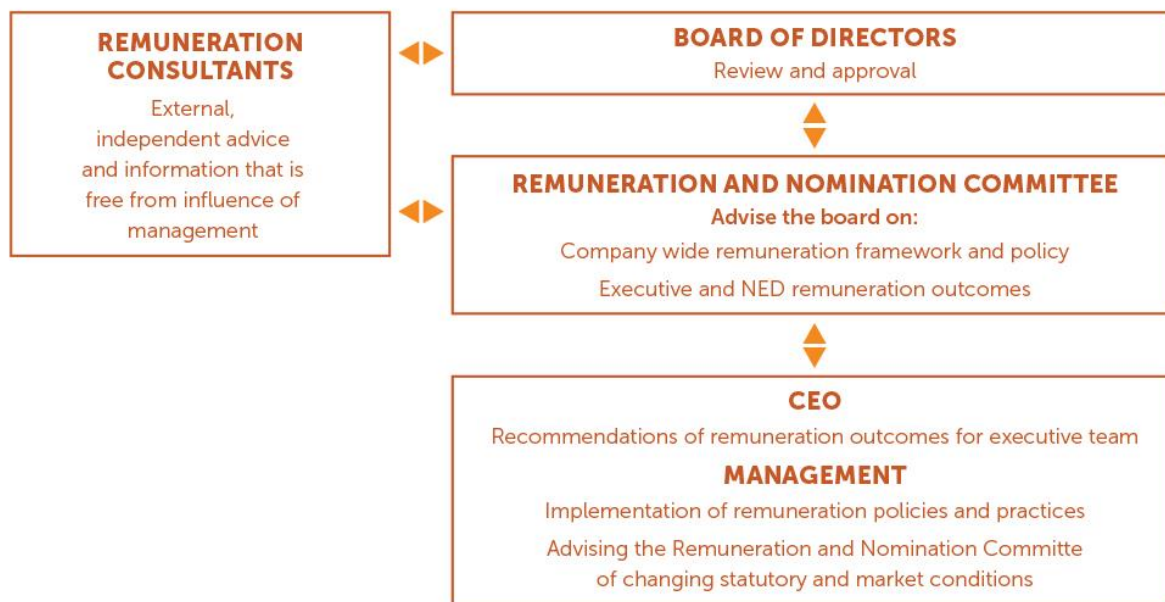 REMUNERATION
CONSULTANTS
External,
independent advice
and information that is
free from influence of
management
BOARD OF DIRECTORS
Review and approval
REMUNERATION AND NOMINATION COMMITTEE
Advise the board on:
Company wide remuneration framework and policy
Executive and NED remuneration outcomes
CEO
Recommendations of remuneration outcomes for executive team
MANAGEMENT
Implementation of remuneration policies and practices
Advising the Remuneration and Nomination Committe
of changing statutory and market conditions